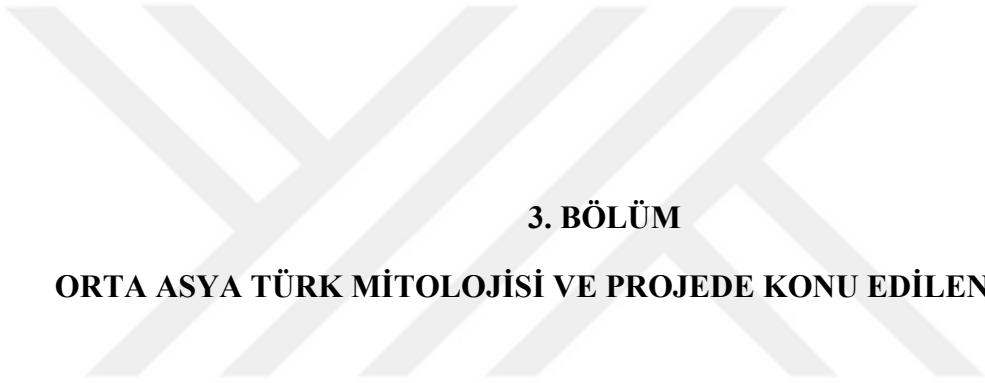 3. BÖLÜM
ORTA ASYA TÜRK MİTOLOJİSİ VE PROJEDE KONU EDİLEN